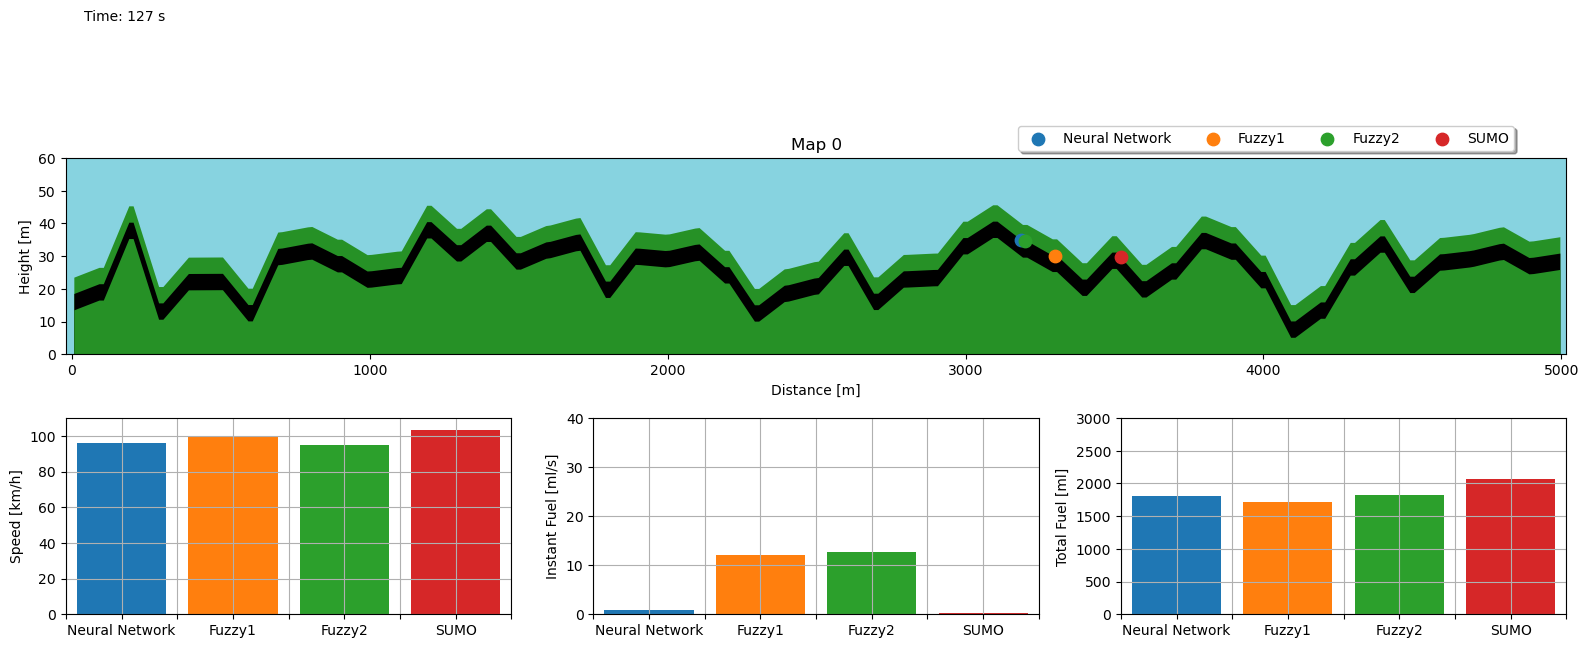 Time: 127 s
Neural Network Fuzzy1 Fuzzy2 SUMO
Map 0
Height [m]
60
50
40
30
20
10
0
0 1000 2000 3000 4000 5000
Distance [m]
Speed [km/h]
100
80
60
40
20
0
Neural Network Fuzzy1 Fuzzy2 SUMO
Instant Fuel [ml/s]
40
30
20
10
0
Neural Network Fuzzy1 Fuzzy2 SUMO
Total Fuel [ml]
3000
2500
2000
1500
1000
500
0
Neural Network Fuzzy1 Fuzzy2 SUMO